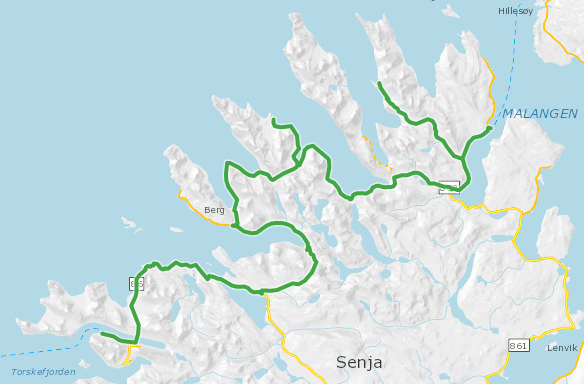 Hillesøy
MALANGEN
Berg
861
Lenvik
Senja
Torskefjorden